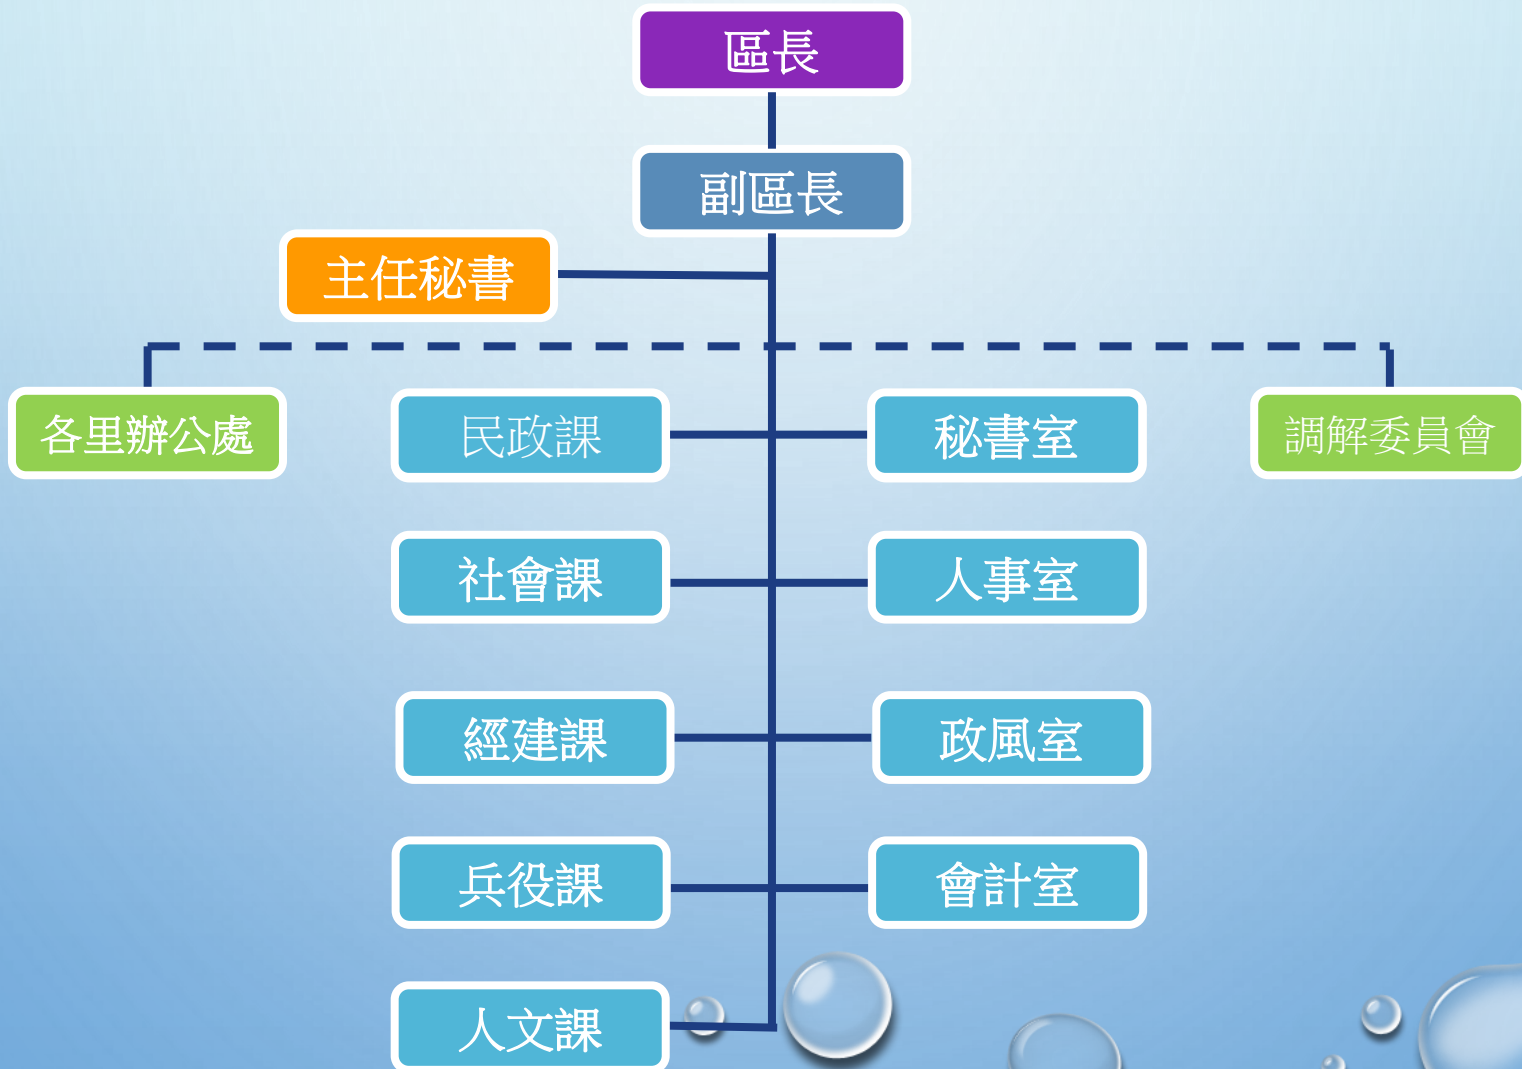 區長
副區長
主任秘書
各里辦公處
民政課
秘書室
調解委員會
社會課
人事室
經建課
政風室
兵役課
會計室
人文課